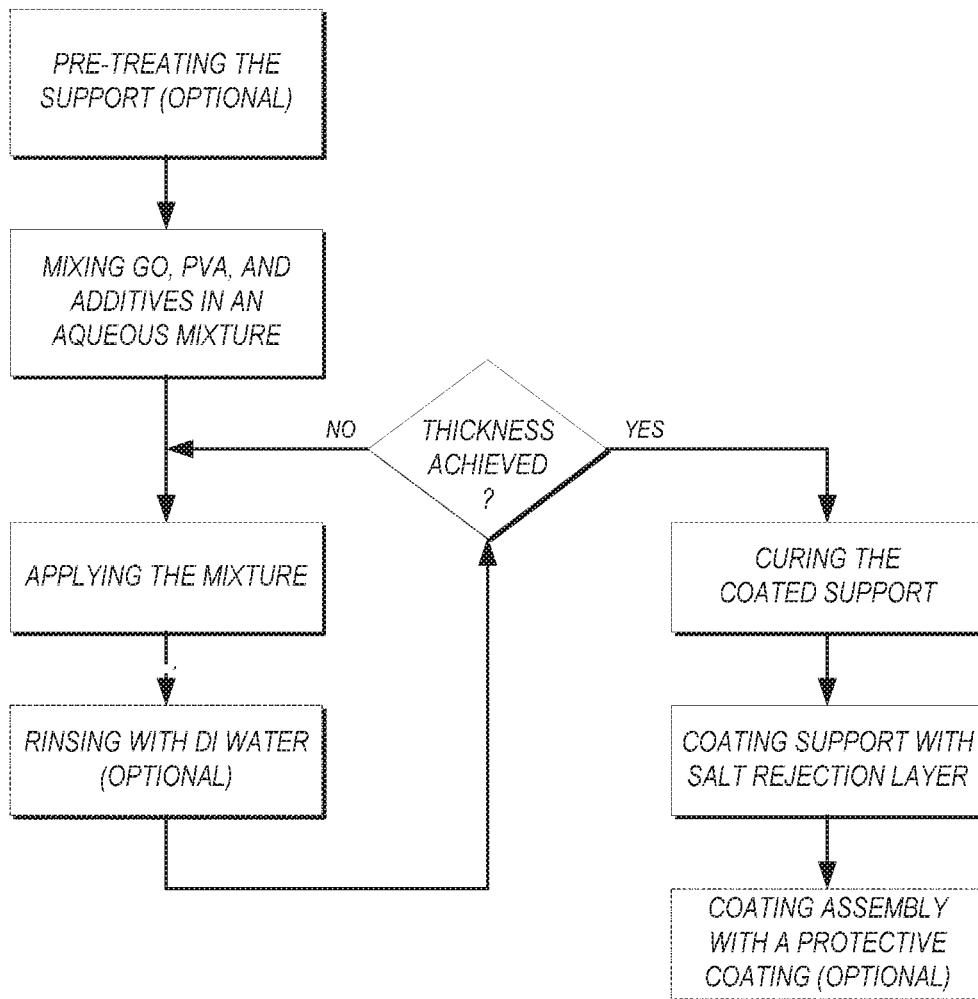 PRE-TREATING THE
SUPPORT (OPTIONAL)
MIXING GO, PVA, AND
ADDITIVES IN AN
AQUEOUS MIXTURE
NO
THICKNESS
ACHIEVED
?
YES
APPLYING THE MIXTURE
RINSING WITH DI WATER
(OPTIONAL)
CURING THE
COATED SUPPORT
COATING SUPPORT WITH
SALT REJECTION LAYER
COATING ASSEMBLY
WITH A PROTECTIVE
COATING (OPTIONAL)